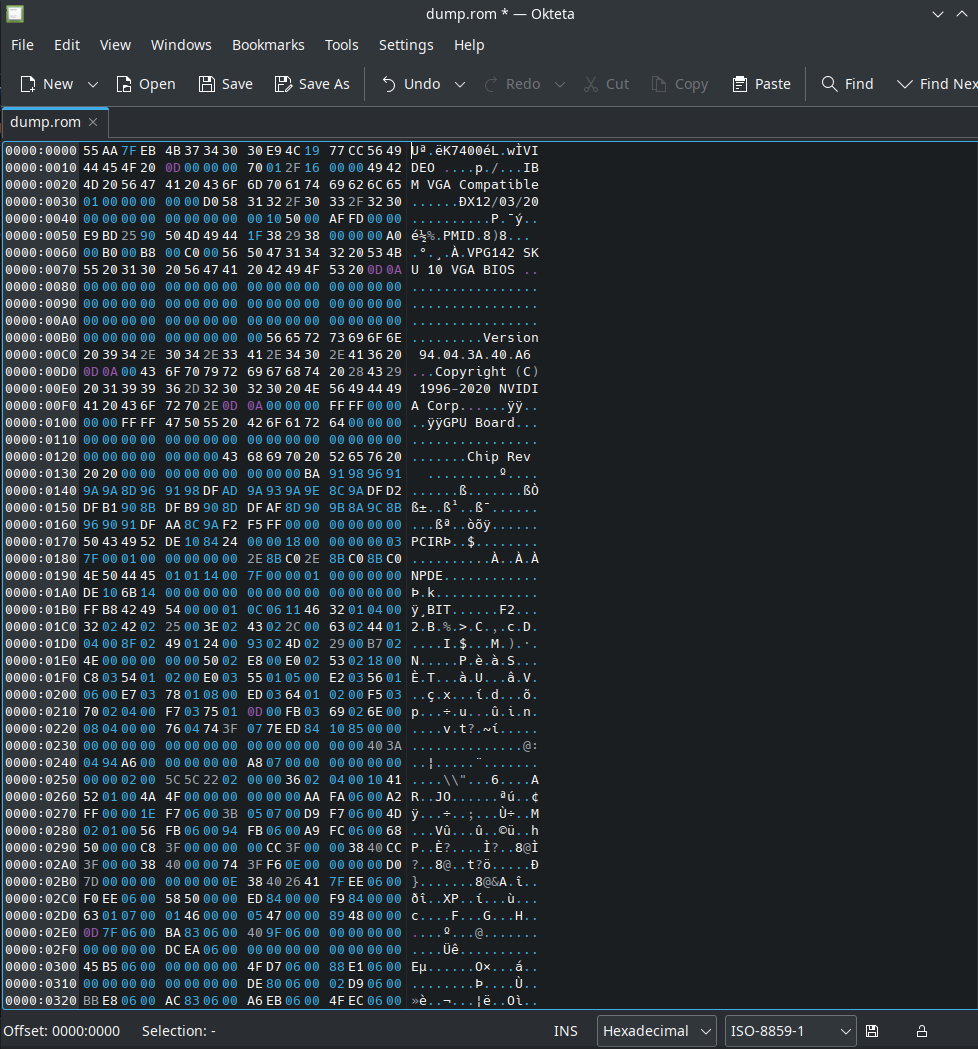 dump.rom * — Okteta
File Edit View Windows Bookmarks Tools Settings Help
New Open Save Save As Undo Redo Cut Copy Paste Find Find Nex
dump.rom
0000:0000 55 AA 7F EB 4B 37 34 30 30 E9 4C 19 77 CC 56 49 Uª.ëK7400éL.wÌVI
0000:0010 44 45 4F 20 0D 00 00 00 70 01 2F 16 00 00 49 42 DEO ....p./...IB
0000:0020 4D 20 56 47 41 20 43 6F 6D 70 61 74 69 62 6C 65 M VGA Compatible
0000:0030 01 00 00 00 00 00 D0 58 31 32 2F 30 33 2F 32 30 ......ÐX12/03/20
0000:0040 00 00 00 00 00 00 00 00 00 10 50 00 AF FD 00 00 ..........P.¯ý..
0000:0050 E9 BD 25 90 50 4D 49 44 1F 38 29 38 00 00 00 A0 é½%.PMID.8)8...
0000:0060 00 B0 00 B8 00 C0 00 56 50 47 31 34 32 20 53 4B .°.¸.À.VPG142 SK
0000:0070 55 20 31 30 20 56 47 41 20 42 49 4F 53 20 0D 0A U 10 VGA BIOS ..
0000:0080 00 00 00 00 00 00 00 00 00 00 00 00 00 00 00 00 ................
0000:0090 00 00 00 00 00 00 00 00 00 00 00 00 00 00 00 00 ................
0000:00A0 00 00 00 00 00 00 00 00 00 00 00 00 00 00 00 00 ................
0000:00B0 00 00 00 00 00 00 00 00 00 56 65 72 73 69 6F 6E .........Version
0000:00C0 20 39 34 2E 30 34 2E 33 41 2E 34 30 2E 41 36 20 94.04.3A.40.A6
0000:00D0 0D 0A 00 43 6F 70 79 72 69 67 68 74 20 28 43 29 ...Copyright (C)
0000:00E0 20 31 39 39 36 2D 32 30 32 30 20 4E 56 49 44 49 1996-2020 NVIDI
0000:00F0 41 20 43 6F 72 70 2E 0D 0A 00 00 00 FF FF 00 00 A Corp......ÿÿ..
0000:0100 00 00 FF FF 47 50 55 20 42 6F 61 72 64 00 00 00 ..ÿÿGPU Board...
0000:0110 00 00 00 00 00 00 00 00 00 00 00 00 00 00 00 00 ................
0000:0120 00 00 00 00 00 00 00 43 68 69 70 20 52 65 76 20 .......Chip Rev
0000:0130 20 20 00 00 00 00 00 00 00 00 00 BA 91 98 96 91 .........º....
0000:0140 9A 9A 8D 96 91 98 DF AD 9A 93 9A 9E 8C 9A DF D2 ......ß.......ßÒ
0000:0150 DF B1 90 8B DF B9 90 8D DF AF 8D 90 9B 8A 9C 8B ß±..ß¹..ß¯......
0000:0160 96 90 91 DF AA 8C 9A F2 F5 FF 00 00 00 00 00 00 ...ßª..òõÿ......
0000:0170 50 43 49 52 DE 10 84 24 00 00 18 00 00 00 00 03 PCIRÞ..$........
0000:0180 7F 00 01 00 00 00 00 00 2E 8B C0 2E 8B C0 8B C0 ..........À..À.À
0000:0190 4E 50 44 45 01 01 14 00 7F 00 00 01 00 00 00 00 NPDE............
0000:01A0 DE 10 6B 14 00 00 00 00 00 00 00 00 00 00 00 00 Þ.k.............
0000:01B0 FF B8 42 49 54 00 00 01 0C 06 11 46 32 01 04 00 ÿ¸BIT......F2...
0000:01C0 32 02 42 02 25 00 3E 02 43 02 2C 00 63 02 44 01 2.B.%.>.C.,.c.D.
0000:01D0 04 00 8F 02 49 01 24 00 93 02 4D 02 29 00 B7 02 ....I.$...M.).·.
0000:01E0 4E 00 00 00 00 00 50 02 E8 00 E0 02 53 02 18 00 N.....P.è.à.S...
0000:01F0 C8 03 54 01 02 00 E0 03 55 01 05 00 E2 03 56 01 È.T...à.U...â.V.
0000:0200 06 00 E7 03 78 01 08 00 ED 03 64 01 02 00 F5 03 ..ç.x...í.d...õ.
0000:0210 70 02 04 00 F7 03 75 01 0D 00 FB 03 69 02 6E 00 p...÷.u...û.i.n.
0000:0220 08 04 00 00 76 04 74 3F 07 7E ED 84 10 85 00 00 ....v.t?.~í.....
0000:0230 00 00 00 00 00 00 00 00 00 00 00 00 00 00 40 3A ..............@:
0000:0240 04 94 A6 00 00 00 00 00 A8 07 00 00 00 00 00 00 ..¦.....¨.......
0000:0250 00 00 02 00 5C 5C 22 02 00 00 36 02 04 00 10 41 ....\\"...6....A
0000:0260 52 01 00 4A 4F 00 00 00 00 00 00 AA FA 06 00 A2 R..JO......ªú..¢
0000:0270 FF 00 00 1E F7 06 00 3B 05 07 00 D9 F7 06 00 4D ÿ...÷..;...Ù÷..M
0000:0280 02 01 00 56 FB 06 00 94 FB 06 00 A9 FC 06 00 68 ...Vû...û..©ü..h
0000:0290 50 00 00 C8 3F 00 00 00 00 CC 3F 00 00 38 40 CC P..È?....Ì?..8@Ì
0000:02A0 3F 00 00 38 40 00 00 74 3F F6 0E 00 00 00 00 D0 ?..8@..t?ö.....Ð
0000:02B0 7D 00 00 00 00 00 00 0E 38 40 26 41 7F EE 06 00 }.......8@&A.î..
0000:02C0 F0 EE 06 00 58 50 00 00 ED 84 00 00 F9 84 00 00 ðî..XP..í...ù...
0000:02D0 63 01 07 00 01 46 00 00 05 47 00 00 89 48 00 00 c....F...G...H..
0000:02E0 0D 7F 06 00 BA 83 06 00 40 9F 06 00 00 00 00 00 ....º...@.......
0000:02F0 00 00 00 00 DC EA 06 00 00 00 00 00 00 00 00 00 ....Üê..........
0000:0300 45 B5 06 00 00 00 00 00 4F D7 06 00 88 E1 06 00 Eµ......O×...á..
0000:0310 00 00 00 00 00 00 00 00 DE 80 06 00 02 D9 06 00 ........Þ....Ù..
0000:0320 BB E8 06 00 AC 83 06 00 A6 EB 06 00 4F EC 06 00 »è..¬...¦ë..Oì..
Offset: 0000:0000 Selection: - INS Hexadecimal ISO-8859-1